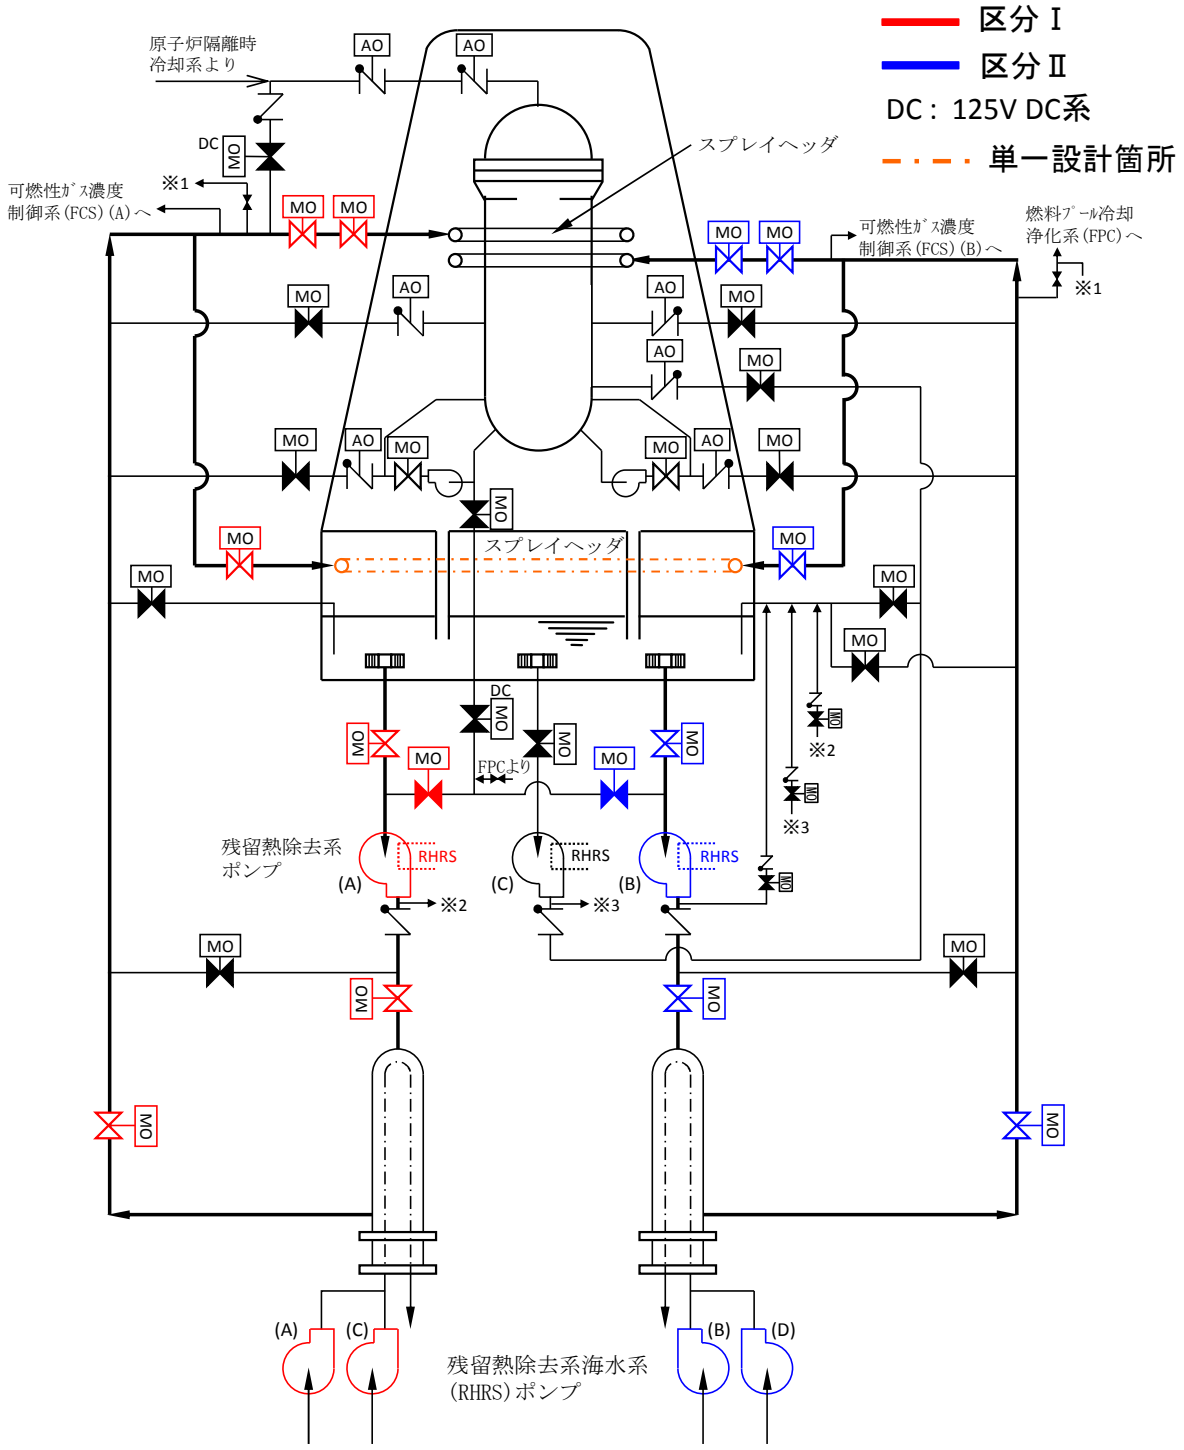 区分Ⅰ
区分Ⅱ
DC： 125V DC系
単一設計箇所
原子炉隔離時
冷却系より
AO
AO
DC
MO
※1
可燃性ｶﾞｽ濃度
制御系(FCS)(A)へ
MO
MO
スプレイヘッダ
MO
MO
可燃性ｶﾞｽ濃度
制御系(FCS)(B)へ
燃料ﾌﾟｰﾙ冷却
浄化系(FPC)へ
※1
MO
AO
AO
MO
AO
MO
MO
AO
MO
MO
AO
MO
MO
スプレイヘッダ
MO
MO
MO
MO
MO
DC
MO
MO
MO
MO
MO
※2
MO
FPCより
MO
MO
※3
残留熱除去系
ポンプ
RHRS
(A)
RHRS
(C)
RHRS
(B)
MO
※2
※3
MO
MO
MO
MO
MO
MO
(A)
(C)
(B)
(D)
残留熱除去系海水系
(RHRS)ポンプ